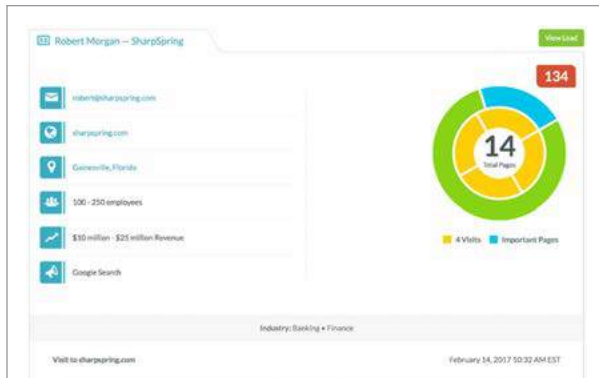 Robert Morgan — SharpSpring
View Lead
134
robert@sharpspring.com
sharpspring.com
Gainesville, Florida
100 - 250 employees
$10 million - $25 million Revenue
Google Search
14
Total Pages
4 Visits
Important Pages
Industry: Banking • Finance
Visit to sharpspring.com
February 14, 2017 10:32 AM EST